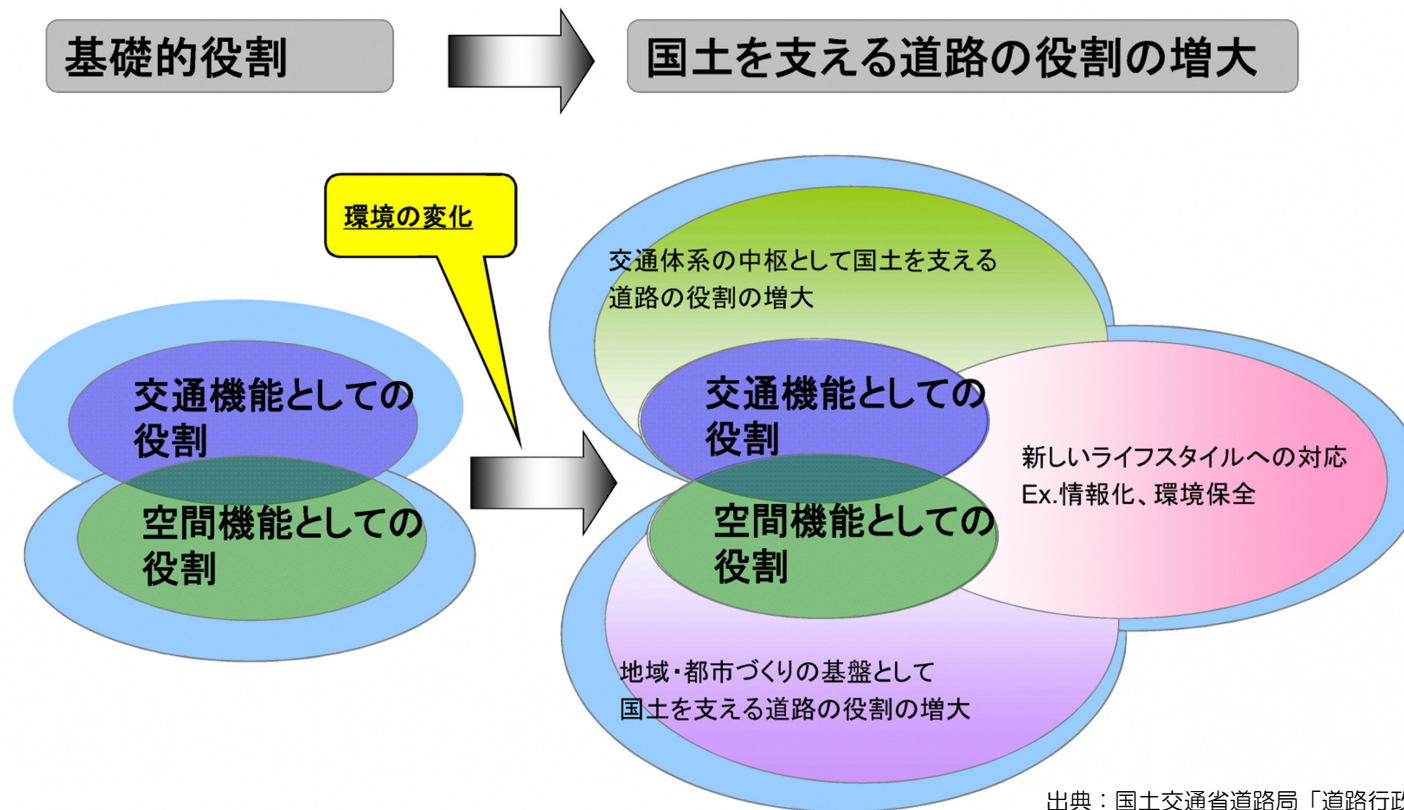 基礎的役割
国土を支える道路の役割の増大
環境の変化
交通機能としての
役割
空間機能としての
役割
交通体系の中枢として国土を支える
道路の役割の増大
交通機能としての
役割
空間機能としての
役割
新しいライフスタイルへの対応
Ex.情報化、環境保全
地域・都市づくりの基盤として
国土を支える道路の役割の増大
出典：国土交通省道路局「道路行政